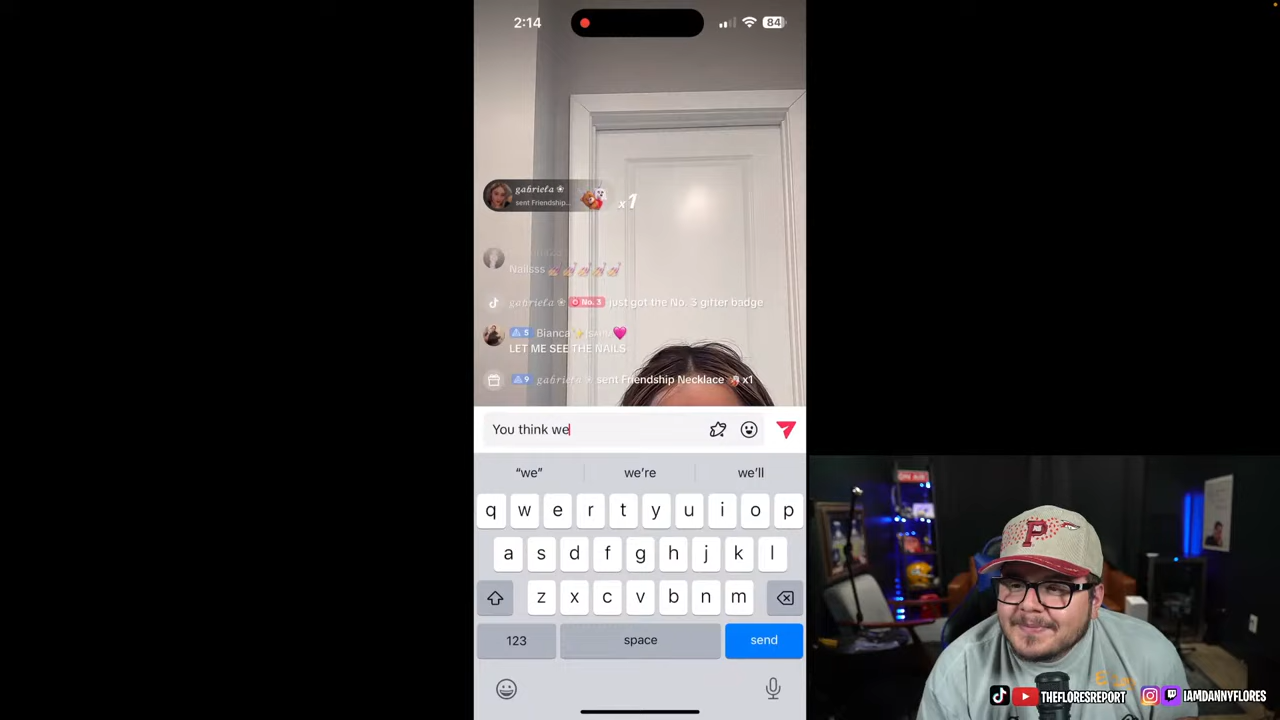 2:14
84
gabriela
sent Friendship...
x1
Nailsss
gabriela No. 3 just got the No. 3 gifter badge
5 Bianca
LET ME SEE THE NAILS
9 gabriela sent Friendship Necklace x1
You think we
“we” we’re we’ll
q w e r t y u i o p
a s d f g h j k l
z x c v b n m
123 space send
P
THEFLORESREPORT IAMDANNYFLORES